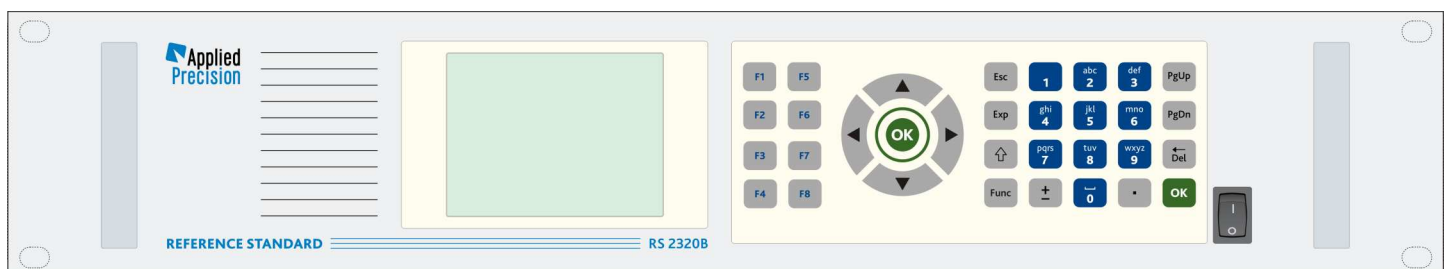 Applied
Precision
REFERENCE STANDARD
RS 2320B
F1 F5
F2 F6
F3 F7
F4 F8
OK
Esc 1 abc 2 def 3 PgUp
Exp ghi 4 jkl 5 mno 6 PgDn
pqrs 7 tuv 8 wxyz 9 Del
Func ± 0 . OK
I
O